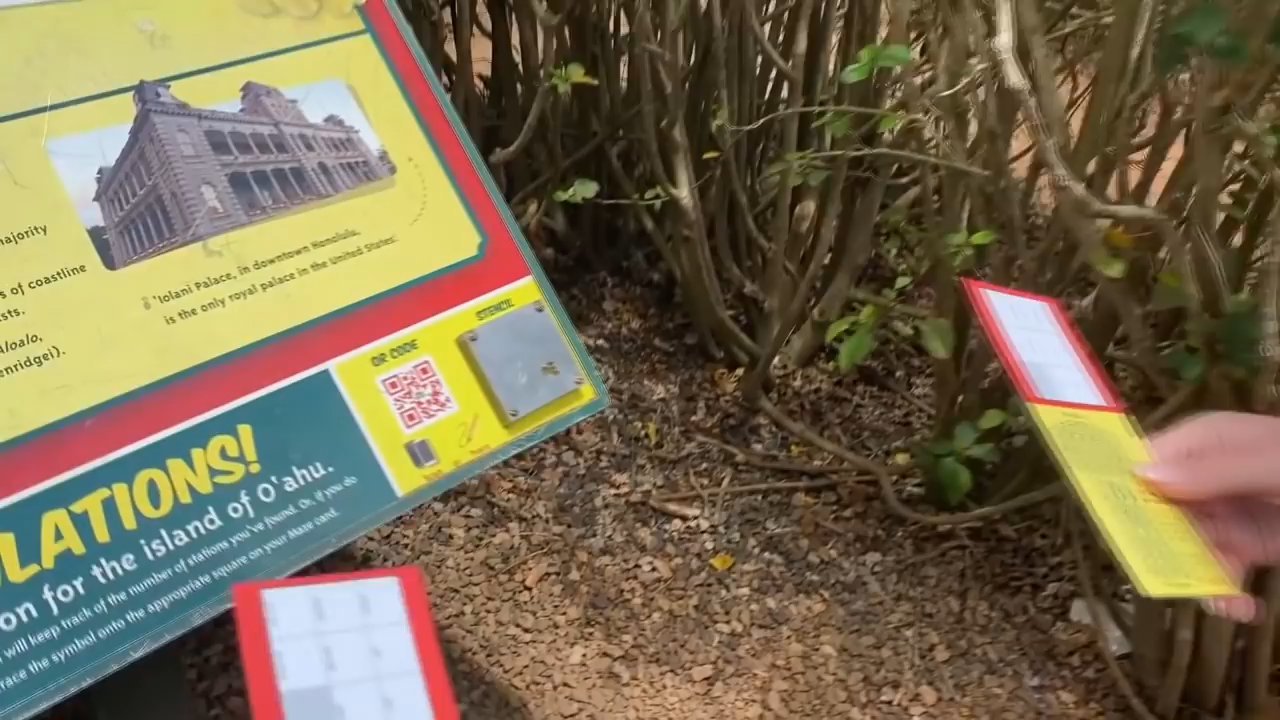 majority
s of coastline
sts.
d/oalo,
enridgei).
'Iolani Palace, in downtown Honolulu,
is the only royal palace in the United States.
QR CODE
STENCIL
LATIONS!
on for the island of O'ahu.
will keep track of the number of stations you've found. Or, if you do
race the symbol onto the appropriate square on your Maze card.